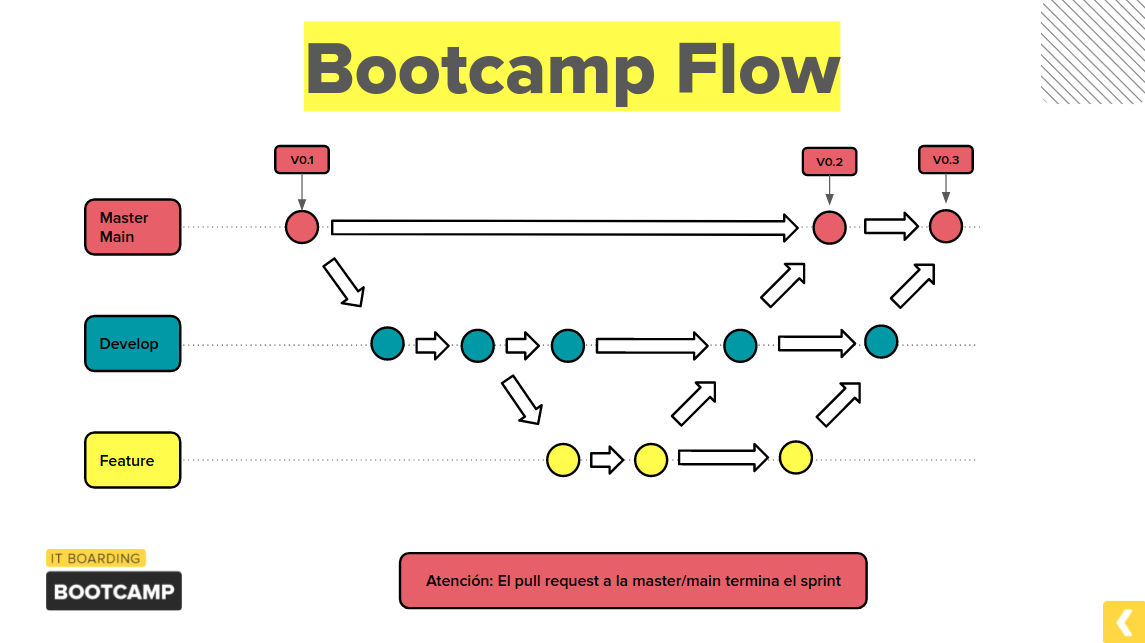 Bootcamp Flow
V0.1
V0.2
V0.3
Master
Main
Develop
Feature
IT BOARDING
BOOTCAMP
Atención: El pull request a la master/main termina el sprint